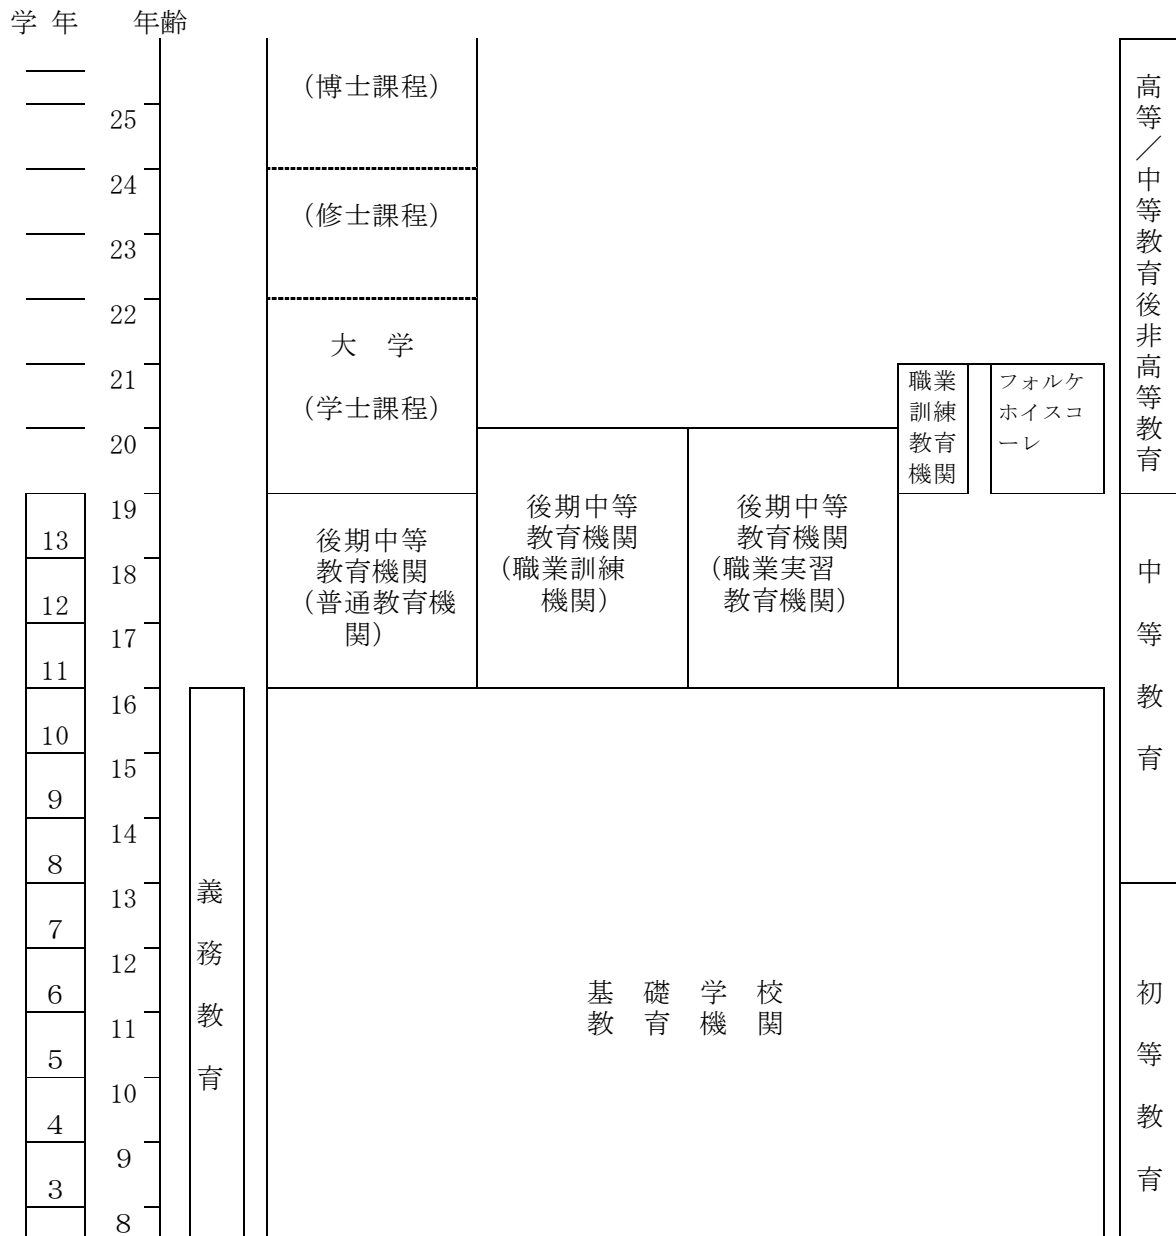 学年
年齢
25
24
23
22
21
20
19
18
17
16
15
14
13
12
11
10
9
8
13
12
11
10
9
8
7
6
5
4
3
(博士課程)
(修士課程)
大 学
(学士課程)
後期中等
教育機関
(普通教育機
関)
後期中等
教育機関
(職業訓練
機関)
後期中等
教育機関
(職業実習
教育機関)
職業
訓練
教育
機関
フォルケ
ホイスコ
ーレ
義務教育
基 礎 学 校
教 育 機 関
高等/中等教育後非高等教育
中等教育
初等教育